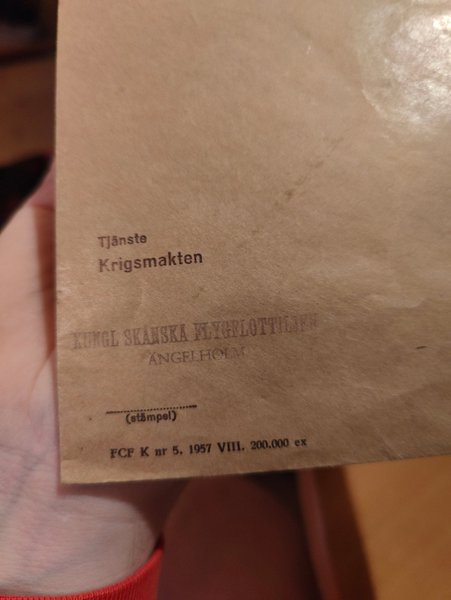 Tjänste
Krigsmakten
KUNGL SKÅNSKA FLYGFLOTTILJEN
ÄNGELHOLM
(stämpel)
FCF K nr 5. 1957 VIII. 200.000 ex